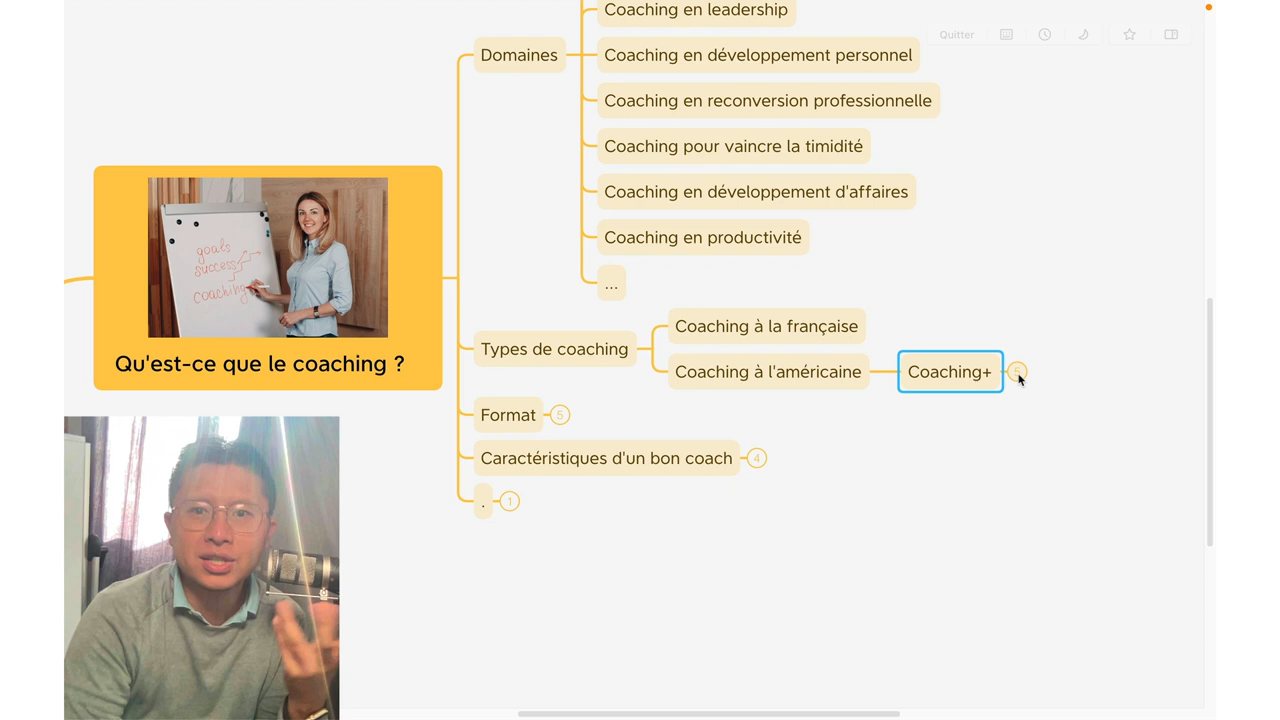 Coaching en leadership
Quitter
Domaines
Coaching en développement personnel
Coaching en reconversion professionnelle
Coaching pour vaincre la timidité
Coaching en développement d'affaires
Coaching en productivité
...
goals
success
coaching
Qu'est-ce que le coaching ?
Types de coaching
Coaching à la française
Coaching à l'américaine
Coaching+
5
Format
5
Caractéristiques d'un bon coach
4
.
1